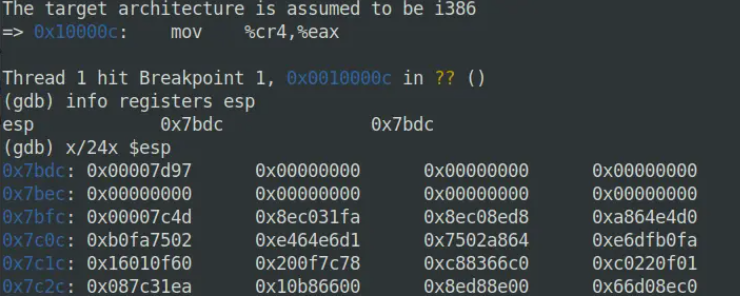 The target architecture is assumed to be i386
=> 0x10000c:    mov    %cr4,%eax
Thread 1 hit Breakpoint 1, 0x0010000c in ?? ()
(gdb) info registers esp
esp            0x7bdc              0x7bdc
(gdb) x/24x $esp
0x7bdc: 0x00007d97      0x00000000      0x00000000      0x00000000
0x7bec: 0x00000000      0x00000000      0x00000000      0x00000000
0x7bfc: 0x00007c4d      0x8ec031fa      0x8ec08ed8      0xa864e4d0
0x7c0c: 0xb0fa7502      0xe464e6d1      0x7502a864      0xe6dfb0fa
0x7c1c: 0x16010f60      0x200f7c78      0xc88366c0      0xc0220f01
0x7c2c: 0x087c31ea      0x10b86600      0x8ed88e00      0x66d08ec0